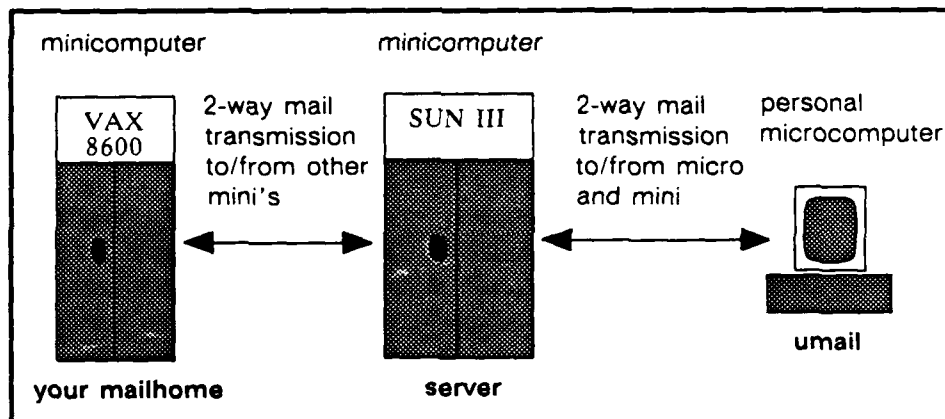 minicomputer
minicomputer
VAX
8600
2-way mail
transmission
to/from other
mini's
SUN III
2-way mail
transmission
to/from micro
and mini
personal
microcomputer
your mailhome
server
umail